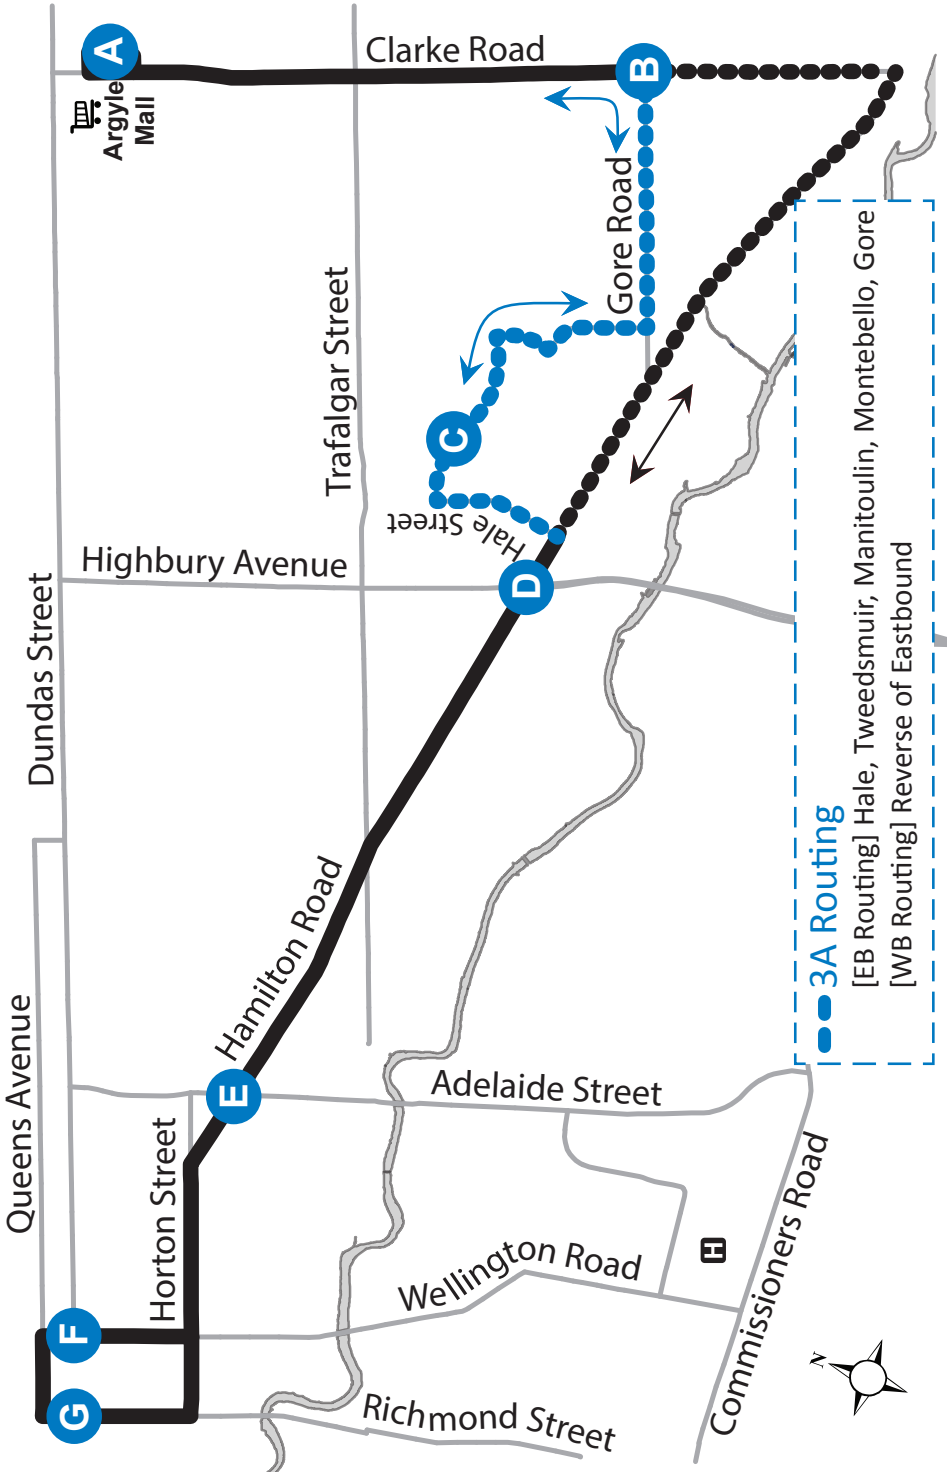 A
Argyle
Mall
Clarke Road
B
Gore Road
Trafalgar Street
C
Hale Street
Highbury Avenue
D
Dundas Street
Hamilton Road
Queens Avenue
E
Adelaide Street
Horton Street
F
G
Wellington Road
H
Richmond Street
Commissioners Road
N
3A Routing
[EB Routing] Hale, Tweedsmuir, Manitoulin, Montebello, Gore
[WB Routing] Reverse of Eastbound